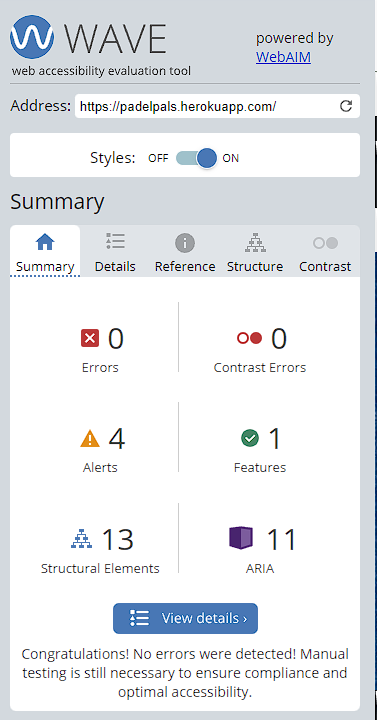 WAVE
web accessibility evaluation tool
powered by
WebAIM
Address: https://padelpals.herokuapp.com/
Styles: OFF ON
Summary
Summary Details Reference Structure Contrast
0 0
Errors Contrast Errors
4 1
Alerts Features
13 11
Structural Elements ARIA
View details ›
Congratulations! No errors were detected! Manual
testing is still necessary to ensure compliance and
optimal accessibility.